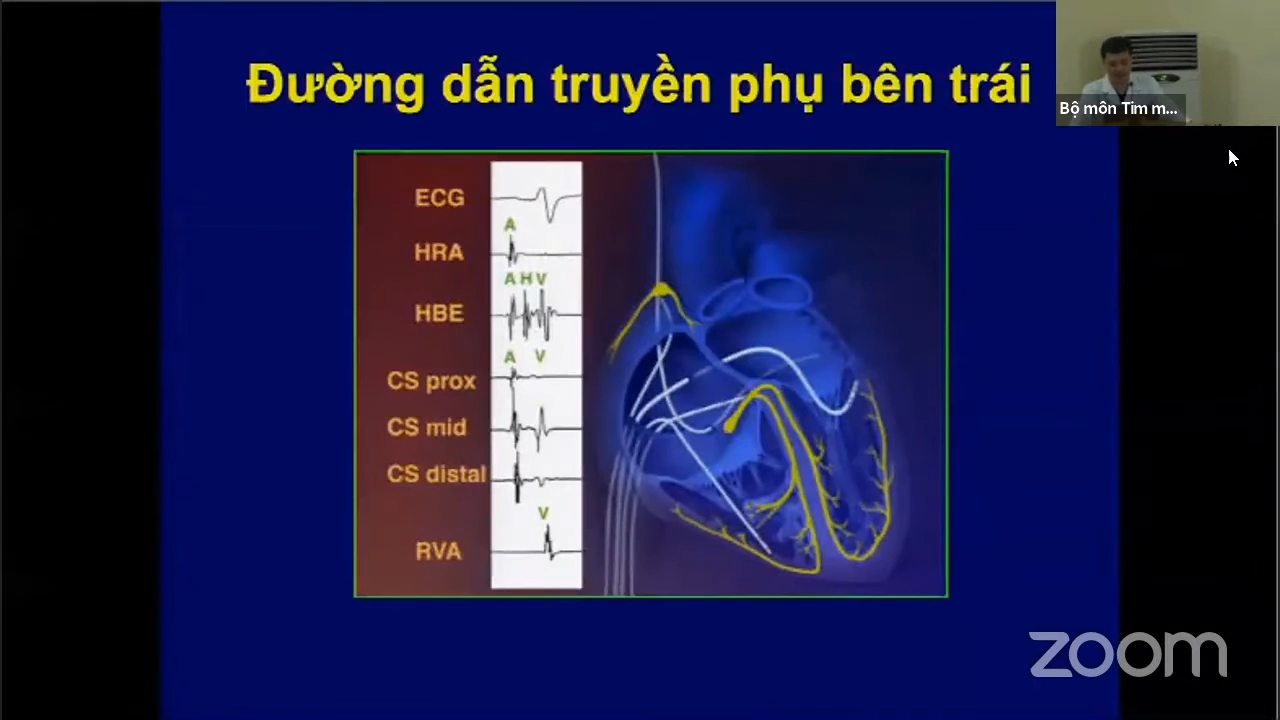 Đường dẫn truyền phụ bên trái
Bộ môn Tim m...
ECG
A
HRA
A H V
HBE
A V
CS prox
CS mid
CS distal
V
RVA
zoom